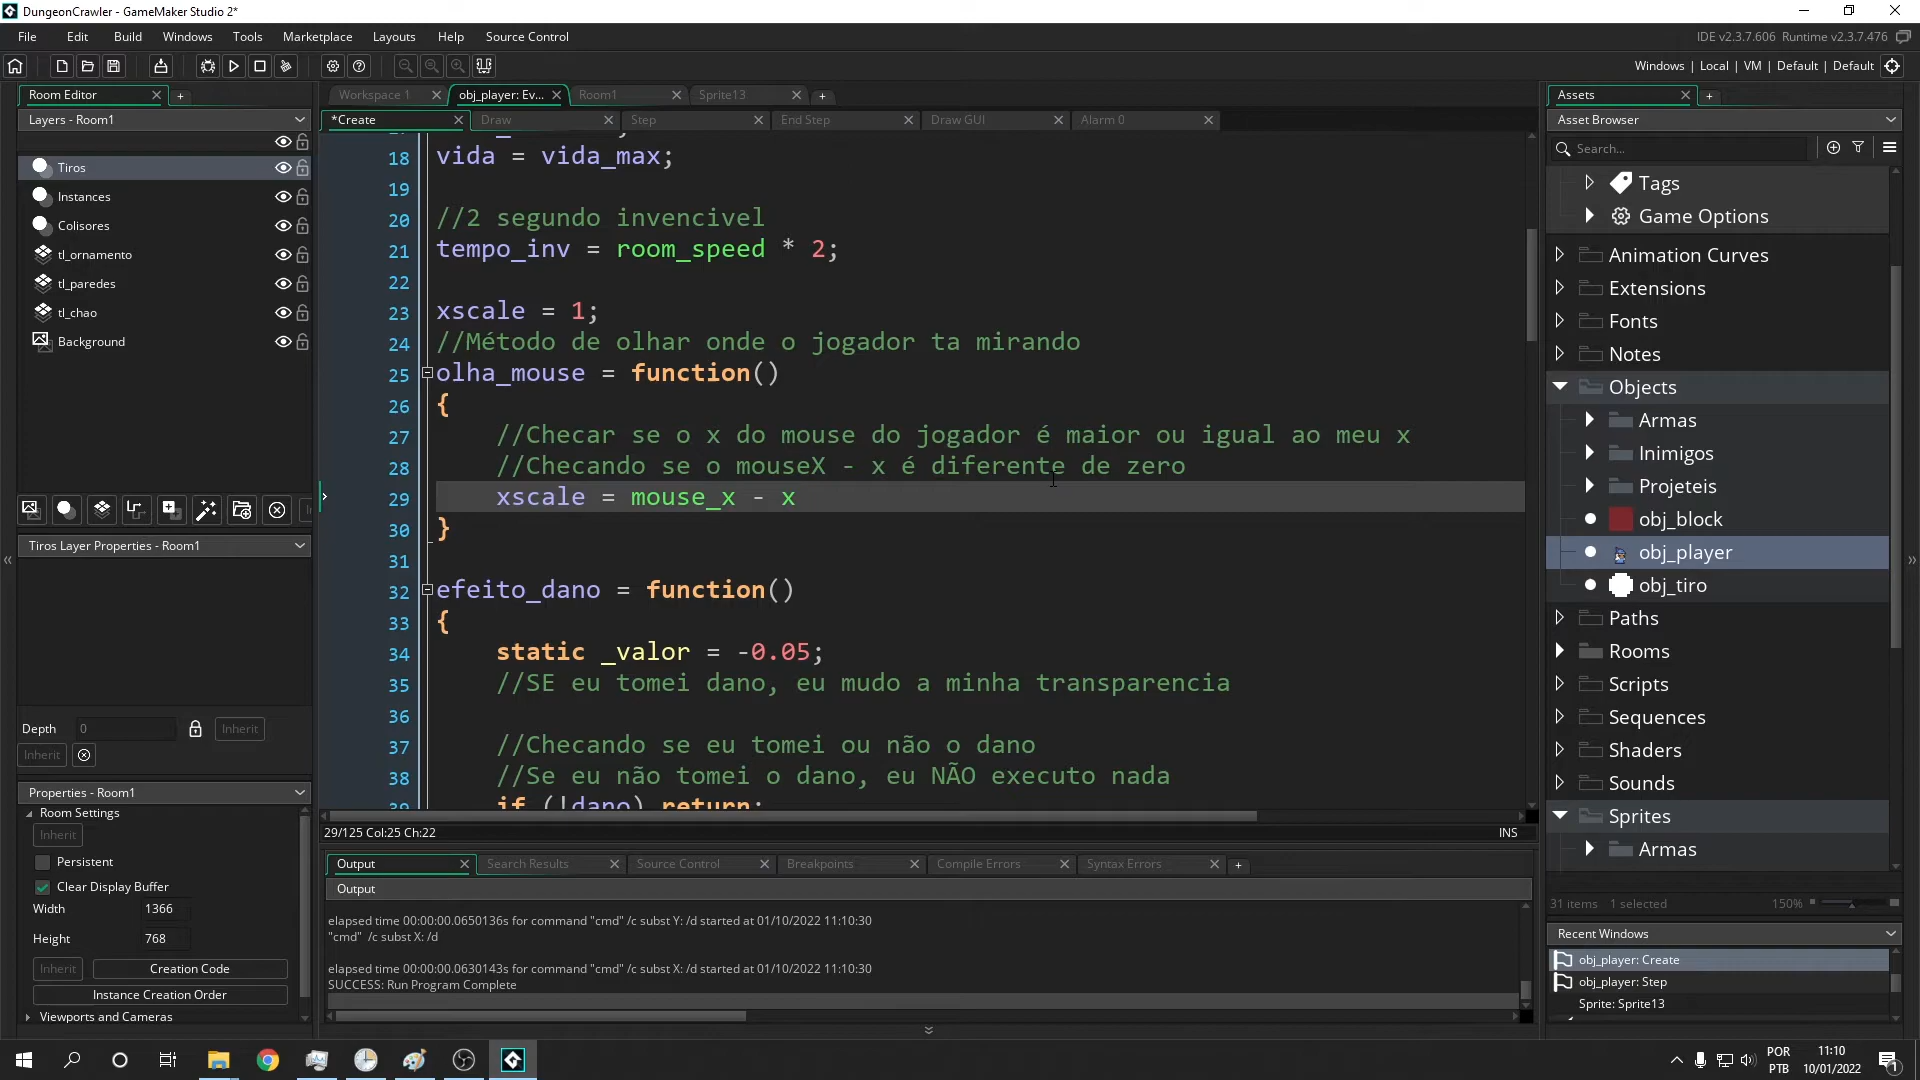 DungeonCrawler - GameMaker Studio 2*
File Edit Build Windows Tools Marketplace Layouts Help Source Control
IDE v2.3.7.606 Runtime v2.3.7.476
Windows | Local | VM | Default | Default
Room Editor
Layers - Room1
Tiros
Instances
Colisores
tl_ornamento
tl_paredes
tl_chao
Background
Tiros Layer Properties - Room1
Depth 0 Inherit
Inherit
Properties - Room1
Room Settings
Inherit
Persistent
Clear Display Buffer
Width 1366
Height 768
Inherit Creation Code
Instance Creation Order
Viewports and Cameras
Workspace 1 obj_player: Ev... Room1 Sprite13
*Create Draw Step End Step Draw GUI Alarm 0
18 vida = vida_max;
19
20 //2 segundo invencivel
21 tempo_inv = room_speed * 2;
22
23 xscale = 1;
24 //Método de olhar onde o jogador ta mirando
25 olha_mouse = function()
26 {
27 //Checar se o x do mouse do jogador é maior ou igual ao meu x
28 //Checando se o mouseX - x é diferente de zero
29 xscale = mouse_x - x
30 }
31
32 efeito_dano = function()
33 {
34 static _valor = -0.05;
35 //SE eu tomei dano, eu mudo a minha transparencia
36
37 //Checando se eu tomei ou não o dano
38 //Se eu não tomei o dano, eu NÃO executo nada
39 if (!dano) return;
29/125 Col:25 Ch:22 INS
Output Search Results Source Control Breakpoints Compile Errors Syntax Errors
Output
elapsed time 00:00:00.0650136s for command "cmd" /c subst Y: /d started at 01/10/2022 11:10:30
"cmd" /c subst X: /d
elapsed time 00:00:00.0630143s for command "cmd" /c subst X: /d started at 01/10/2022 11:10:30
SUCCESS: Run Program Complete
Assets
Asset Browser
Search...
Tags
Game Options
Animation Curves
Extensions
Fonts
Notes
Objects
Armas
Inimigos
Projeteis
obj_block
obj_player
obj_tiro
Paths
Rooms
Scripts
Sequences
Shaders
Sounds
Sprites
Armas
31 items 1 selected 150%
Recent Windows
obj_player: Create
obj_player: Step
Sprite: Sprite13
POR
PTB
11:10
10/01/2022
1